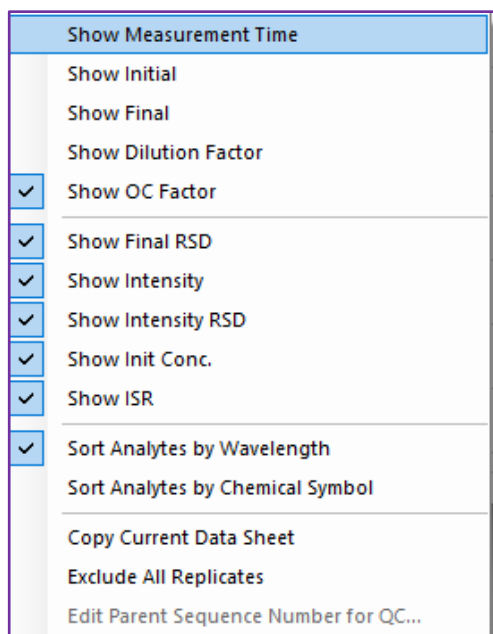 Show Measurement Time
Show Initial
Show Final
Show Dilution Factor
Show OC Factor
Show Final RSD
Show Intensity
Show Intensity RSD
Show Init Conc.
Show ISR
Sort Analytes by Wavelength
Sort Analytes by Chemical Symbol
Copy Current Data Sheet
Exclude All Replicates
Edit Parent Sequence Number for QC...